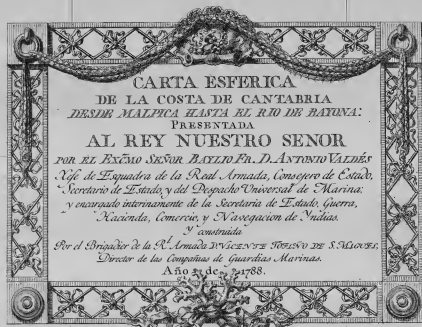 CARTA ESFERICA
DE LA COSTA DE CANTABRIA
DESDE MALPICA HASTA EL RIO DE BAYONA:
PRESENTADA
AL REY NUESTRO SEÑOR
POR EL EXCMO SEÑOR BAYLIO FR. D. ANTONIO VALDÉS
Xefe de Esquadra de la Real Armada, Consejero de Estado,
Secretario de Estado, y del Despacho Universal de Marina:
y encargado interinamente de la Secretaria de Estado, Guerra,
Hacienda, Comercio, y Navegacion de Yndias.
Y construida
Por el Brigadier de la Rl. Armada D. VICENTE TOFIÑO DE S. MIGUEL,
Director de las Compañias de Guardias Marinas.
Año de 1788.